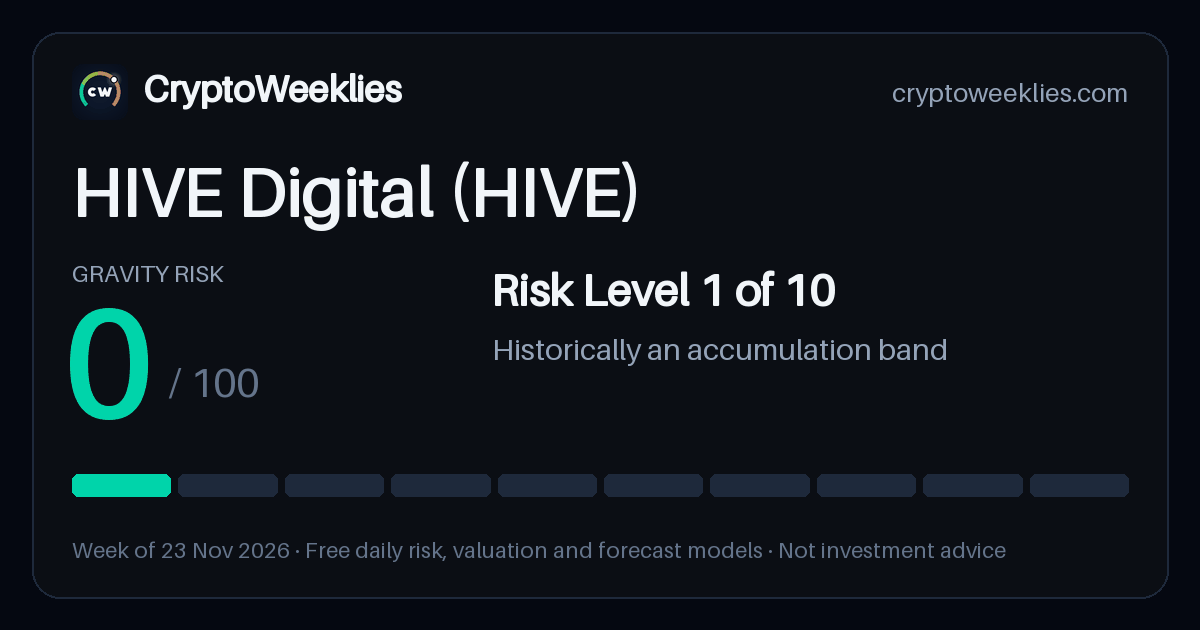 CW
CryptoWeeklies
cryptoweeklies.com
HIVE Digital (HIVE)
GRAVITY RISK
0 / 100
Risk Level 1 of 10
Historically an accumulation band
Week of 23 Nov 2026 · Free daily risk, valuation and forecast models · Not investment advice